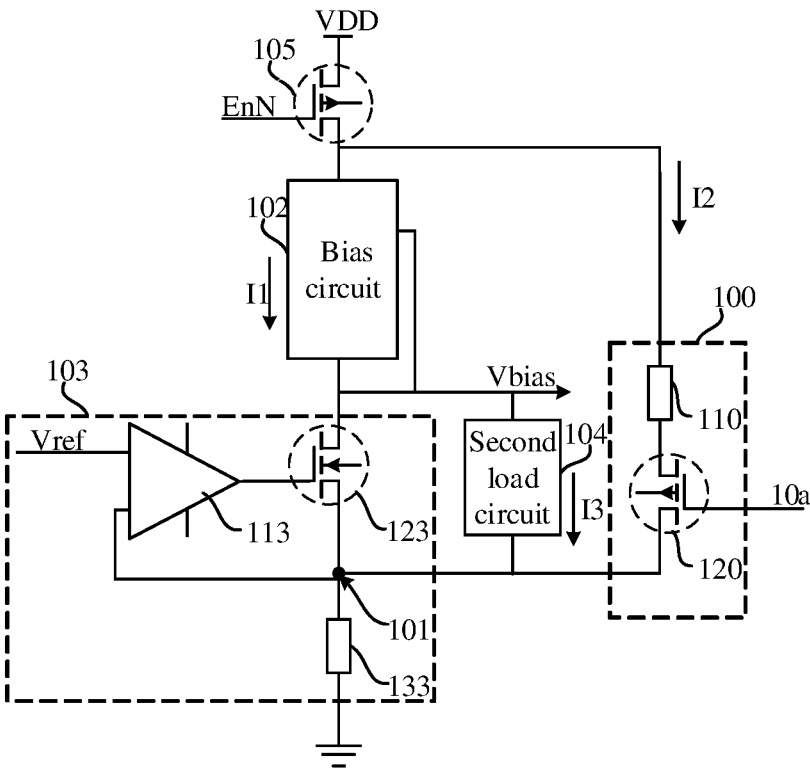 VDD
105
EnN
102
Bias
circuit
I1
I2
100
103
Vbias
Vref
110
Second
load
circuit
104
I3
10a
113
123
120
101
133